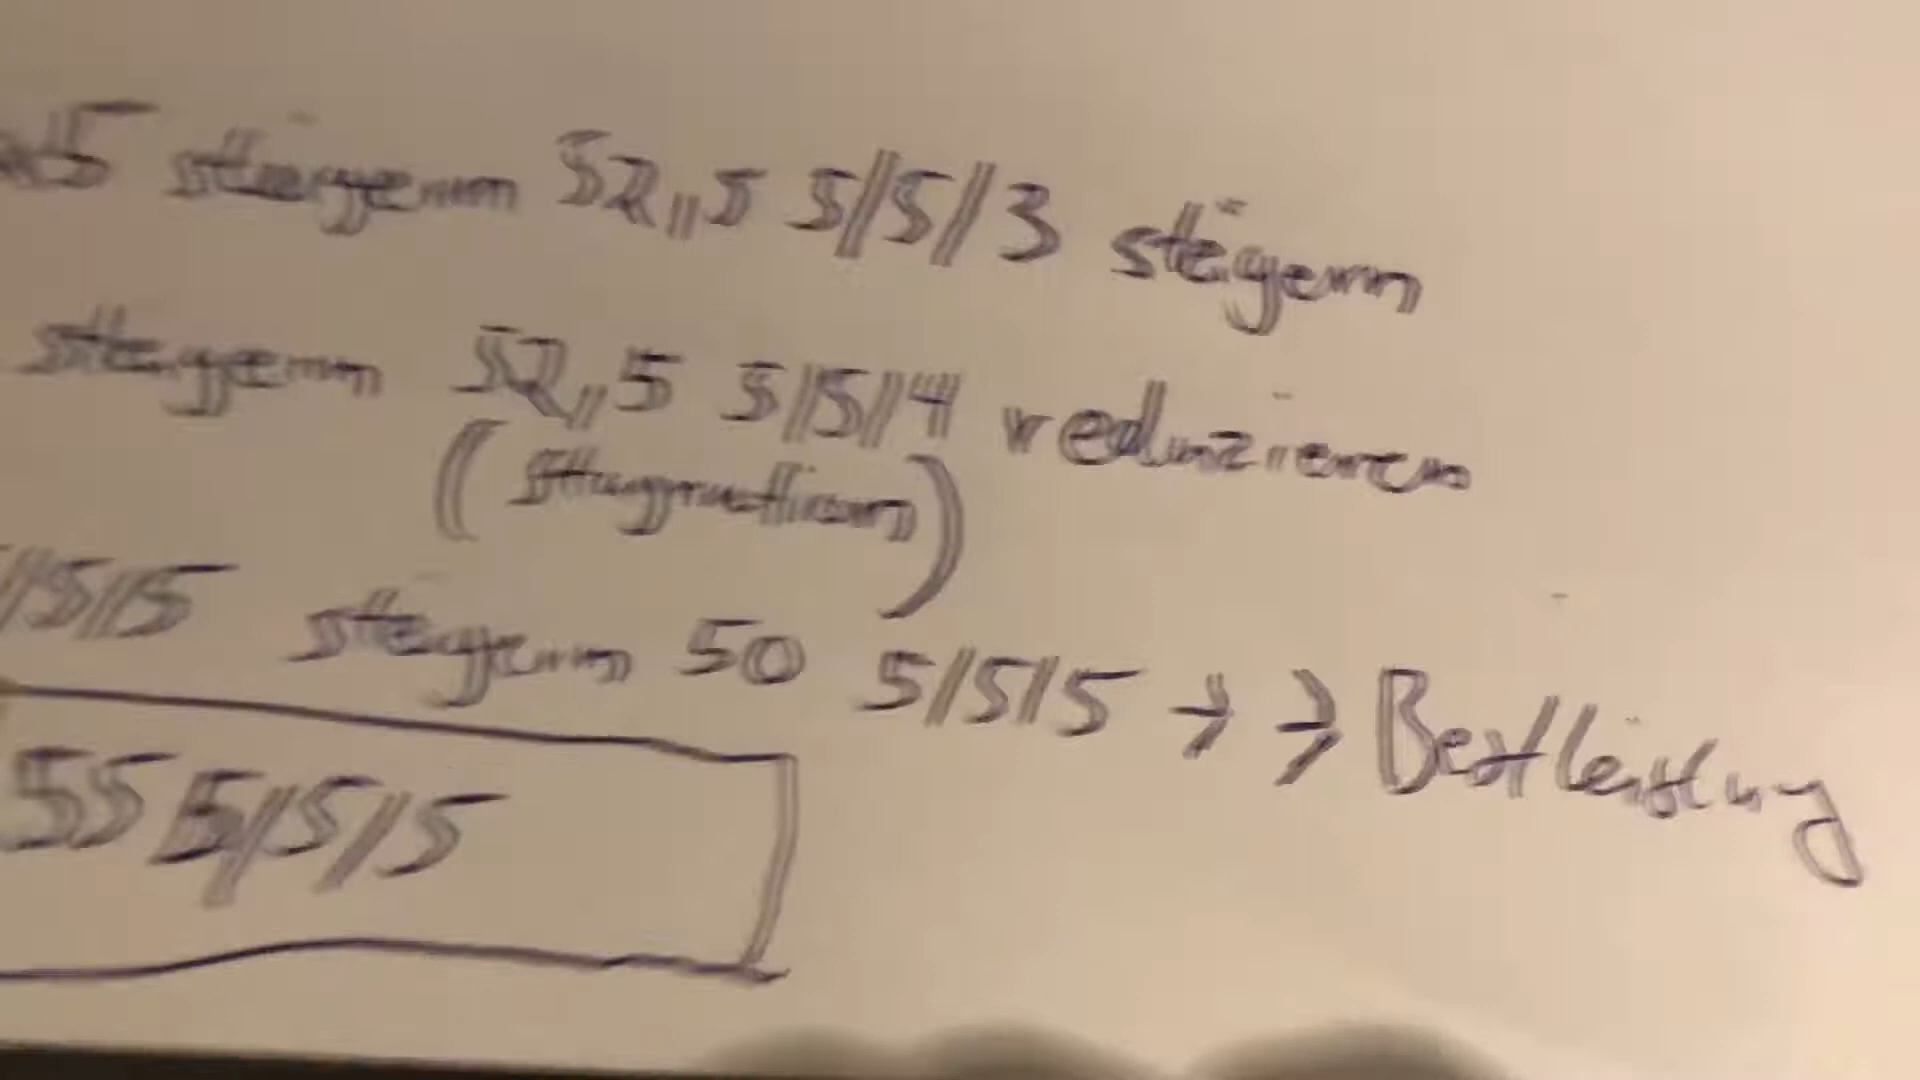 5 steigern 52,5 5/5/3 steigern
steigern 52,5 5/5/4 reduzieren
(Stagnation)
/5/5 steigern 50 5/5/5 → → Bestleistung
55 5/5/5